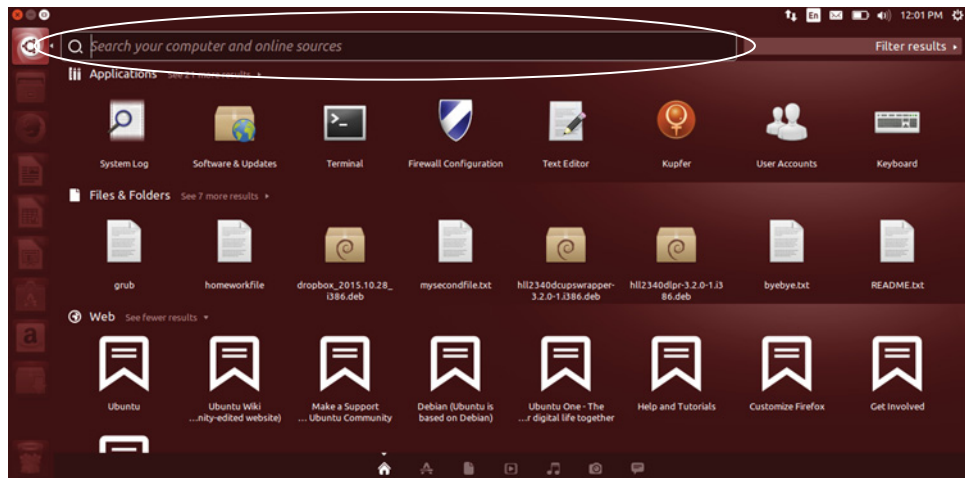 En 12:01 PM
Search your computer and online sources
Filter results
Applications See 21 more results
System Log Software & Updates Terminal Firewall Configuration Text Editor Kupfer User Accounts Keyboard
Files & Folders See 7 more results
grub homeworkfile dropbox_2015.10.28_ mysecondfile.txt hll2340dcupswrapper- hll2340dlpr-3.2.0-1.i3 byebye.txt README.txt
i386.deb 3.2.0-1.i386.deb 86.deb
Web See fewer results
Ubuntu Ubuntu Wiki Make a Support Debian (Ubuntu is Ubuntu One - The Help and Tutorials Customize Firefox Get Involved
...nity-edited website) ... Ubuntu Community based on Debian) ...r digital life together